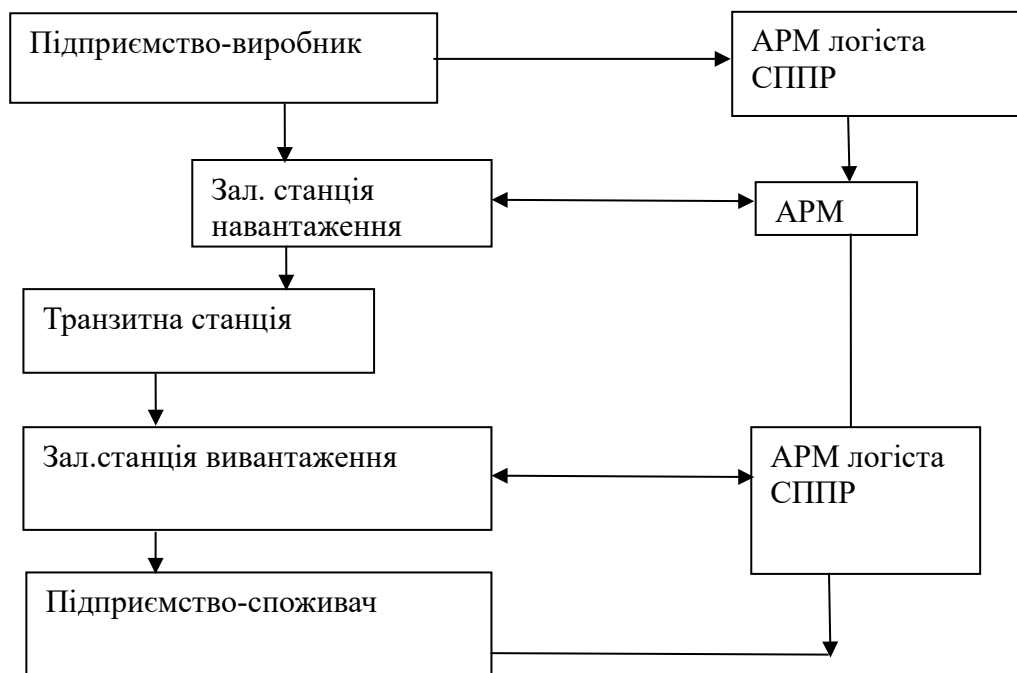 Підприємство-виробник
АРМ логіста
СППР
Зал. станція
навантаження
АРМ
Транзитна станція
Зал.станція вивантаження
АРМ логіста
СППР
Підприємство-споживач